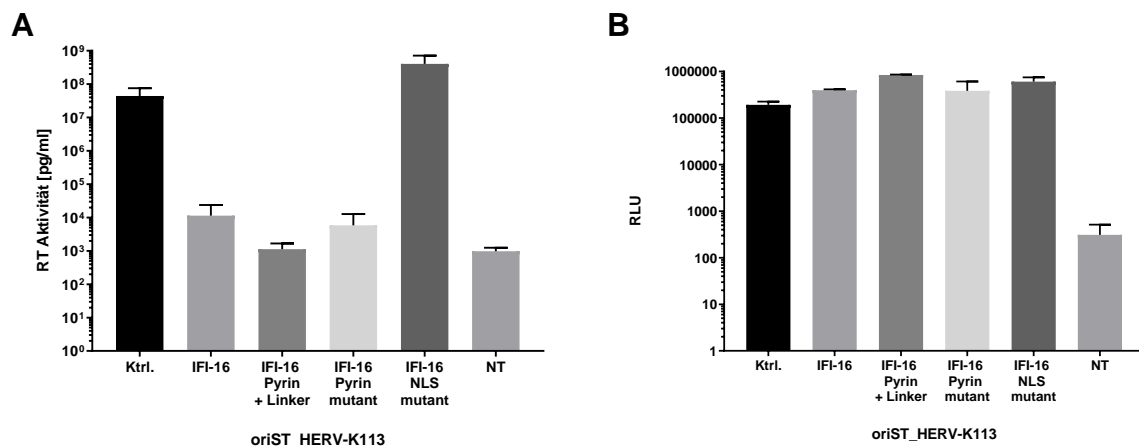 A
RT Aktivität [pg/ml]
10⁹
10⁸
10⁷
10⁶
10⁵
10⁴
10³
10²
10¹
10⁰
Ktrl.
IFI-16
IFI-16
Pyrin
+ Linker
IFI-16
Pyrin
mutant
IFI-16
NLS
mutant
NT
oriST_HERV-K113
B
RLU
1000000
100000
10000
1000
100
10
1
Ktrl.
IFI-16
IFI-16
Pyrin
+ Linker
IFI-16
Pyrin
mutant
IFI-16
NLS
mutant
NT
oriST_HERV-K113